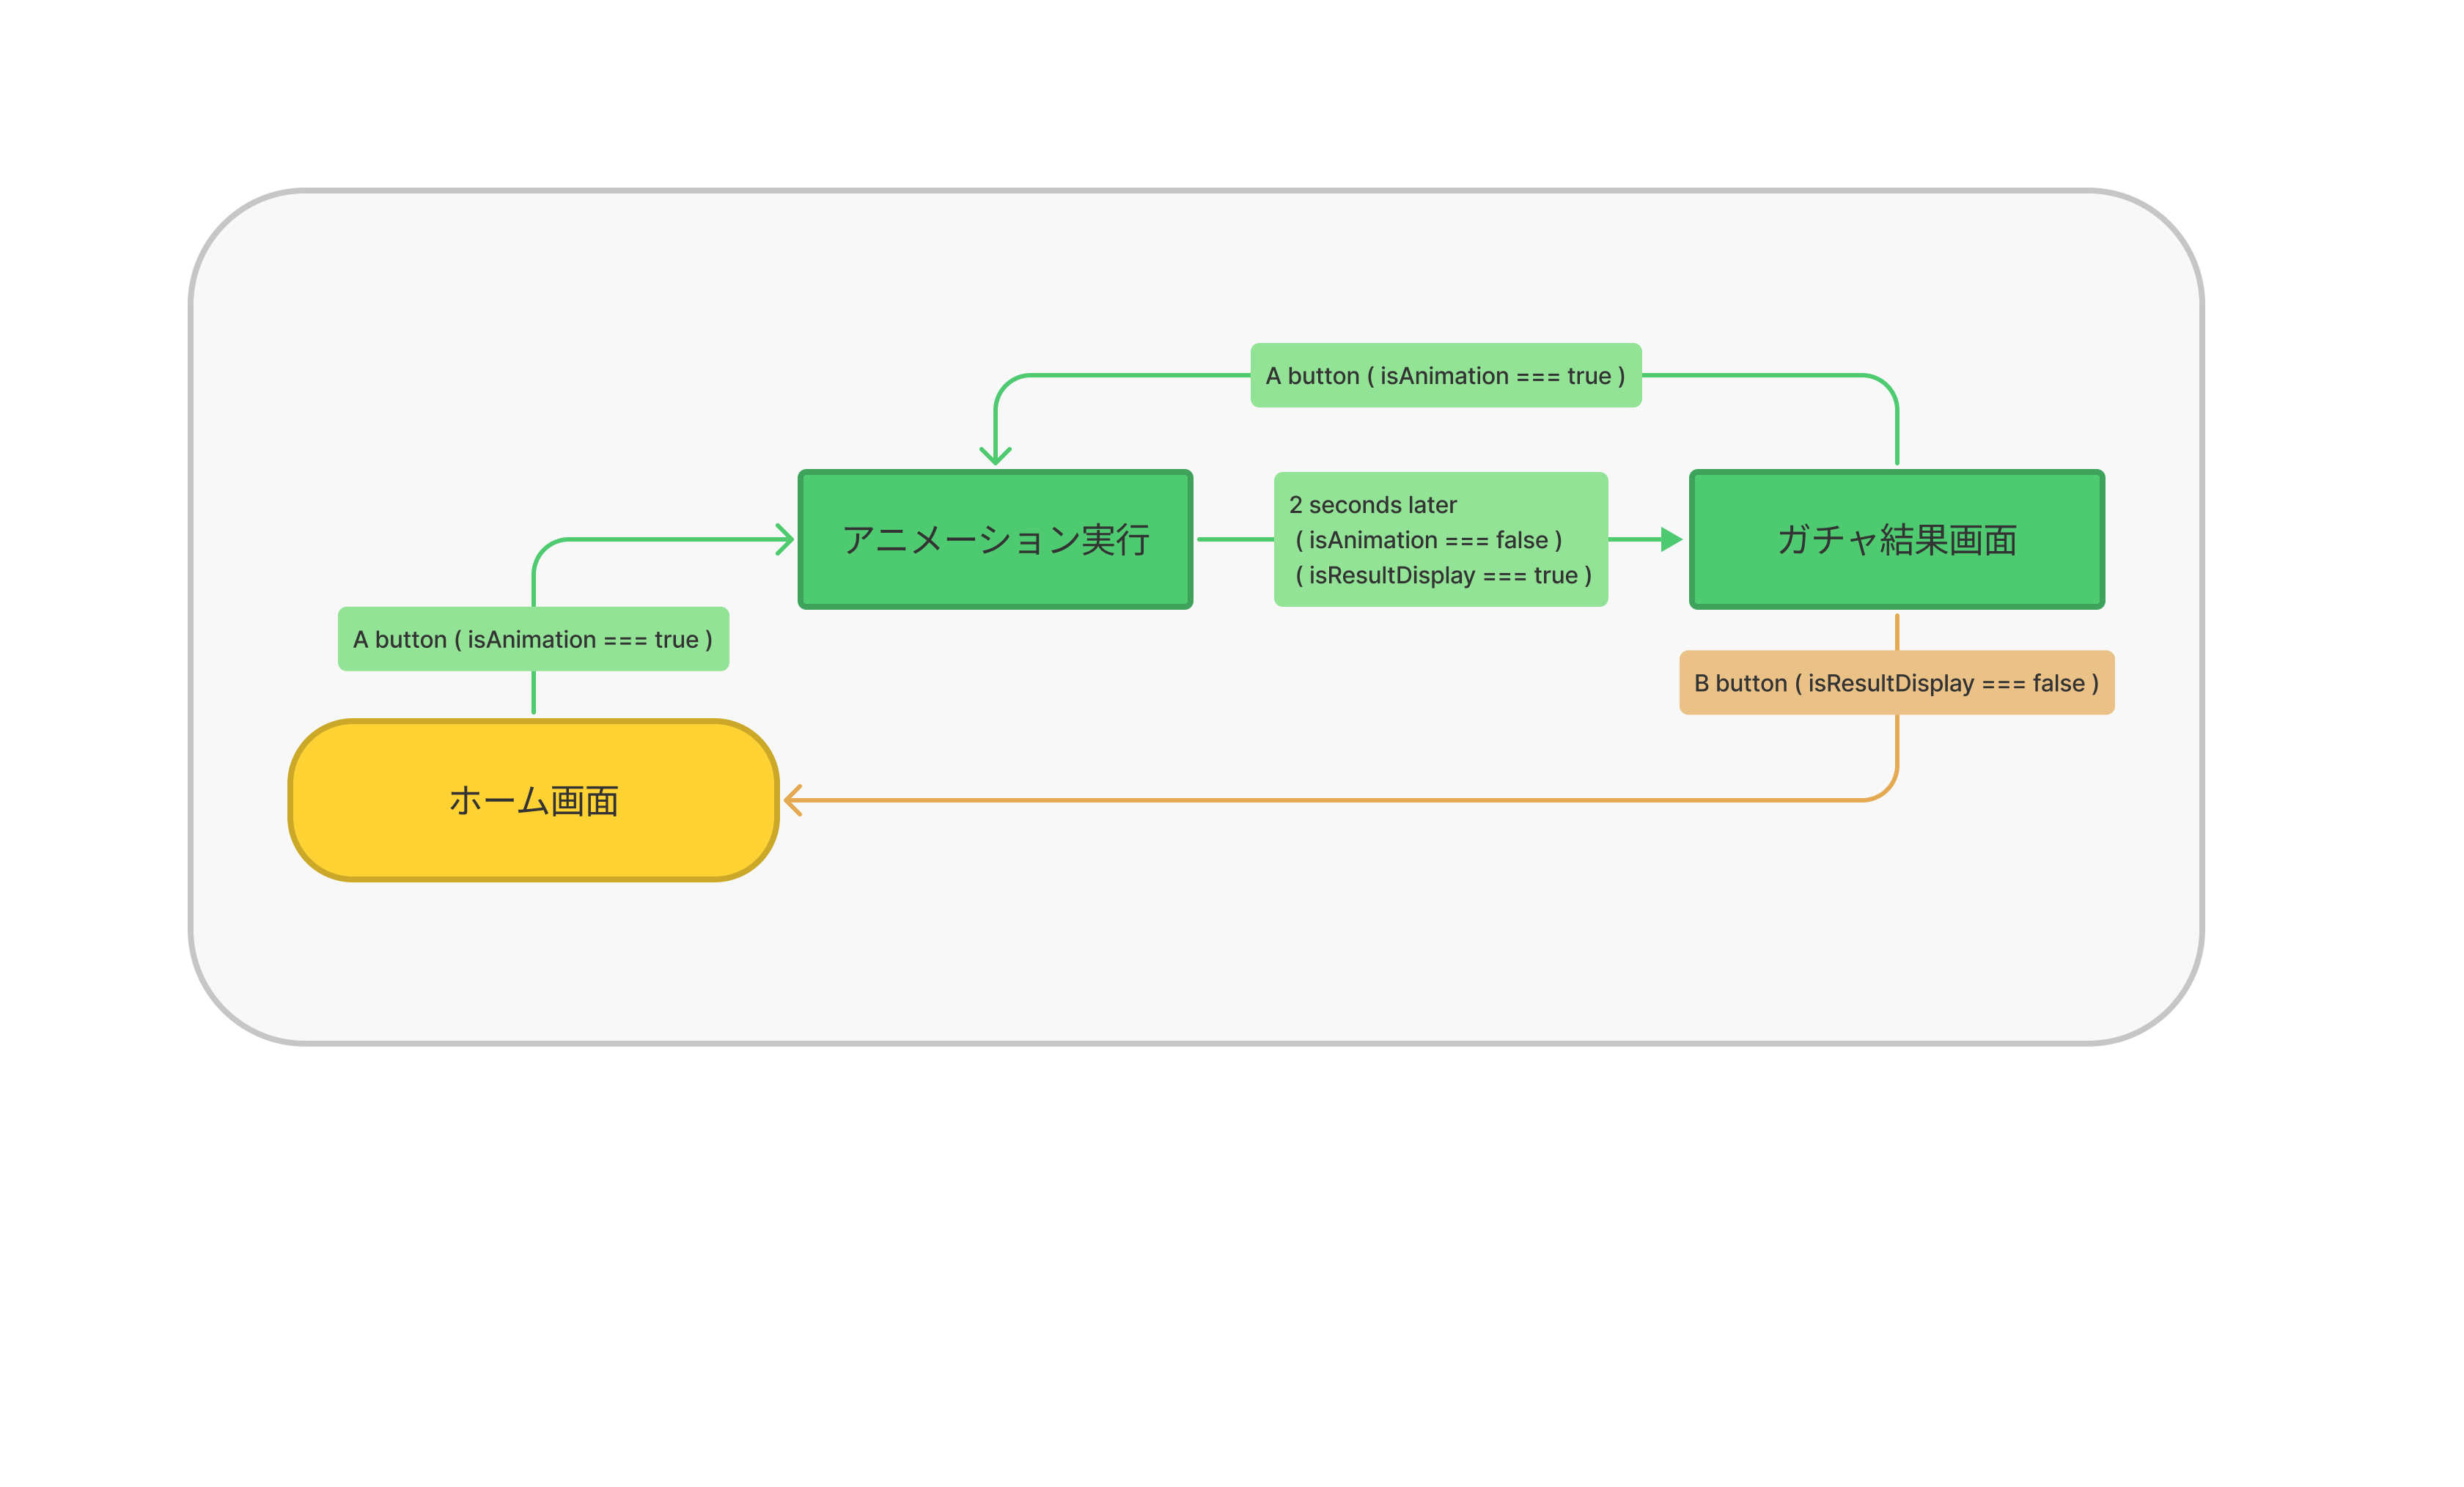 A button ( isAnimation === true )
アニメーション実行
2 seconds later
( isAnimation === false )
( isResultDisplay === true )
ガチャ結果画面
A button ( isAnimation === true )
B button ( isResultDisplay === false )
ホーム画面